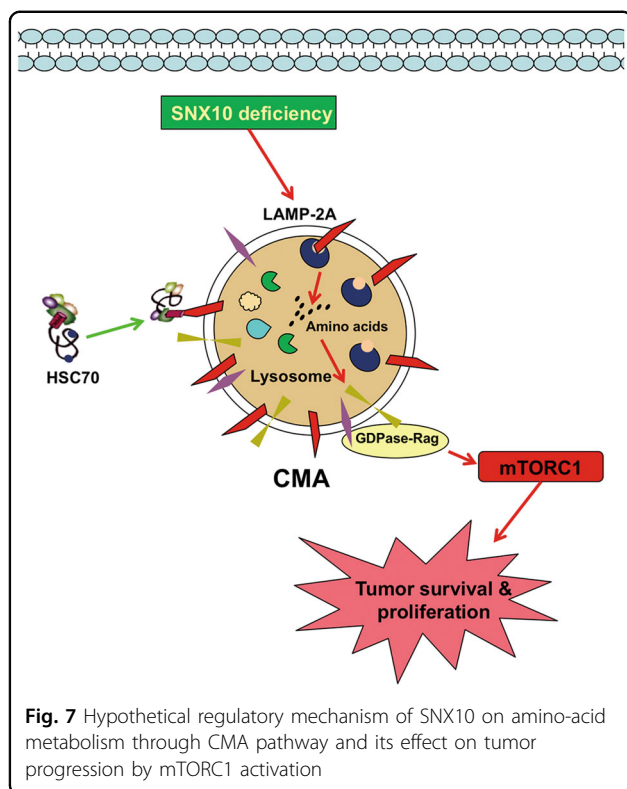 SNX10 deficiency
LAMP-2A
Amino acids
HSC70
Lysosome
GDPase-Rag
CMA
mTORC1
Tumor survival &
proliferation
Fig. 7 Hypothetical regulatory mechanism of SNX10 on amino-acid
metabolism through CMA pathway and its effect on tumor
progression by mTORC1 activation